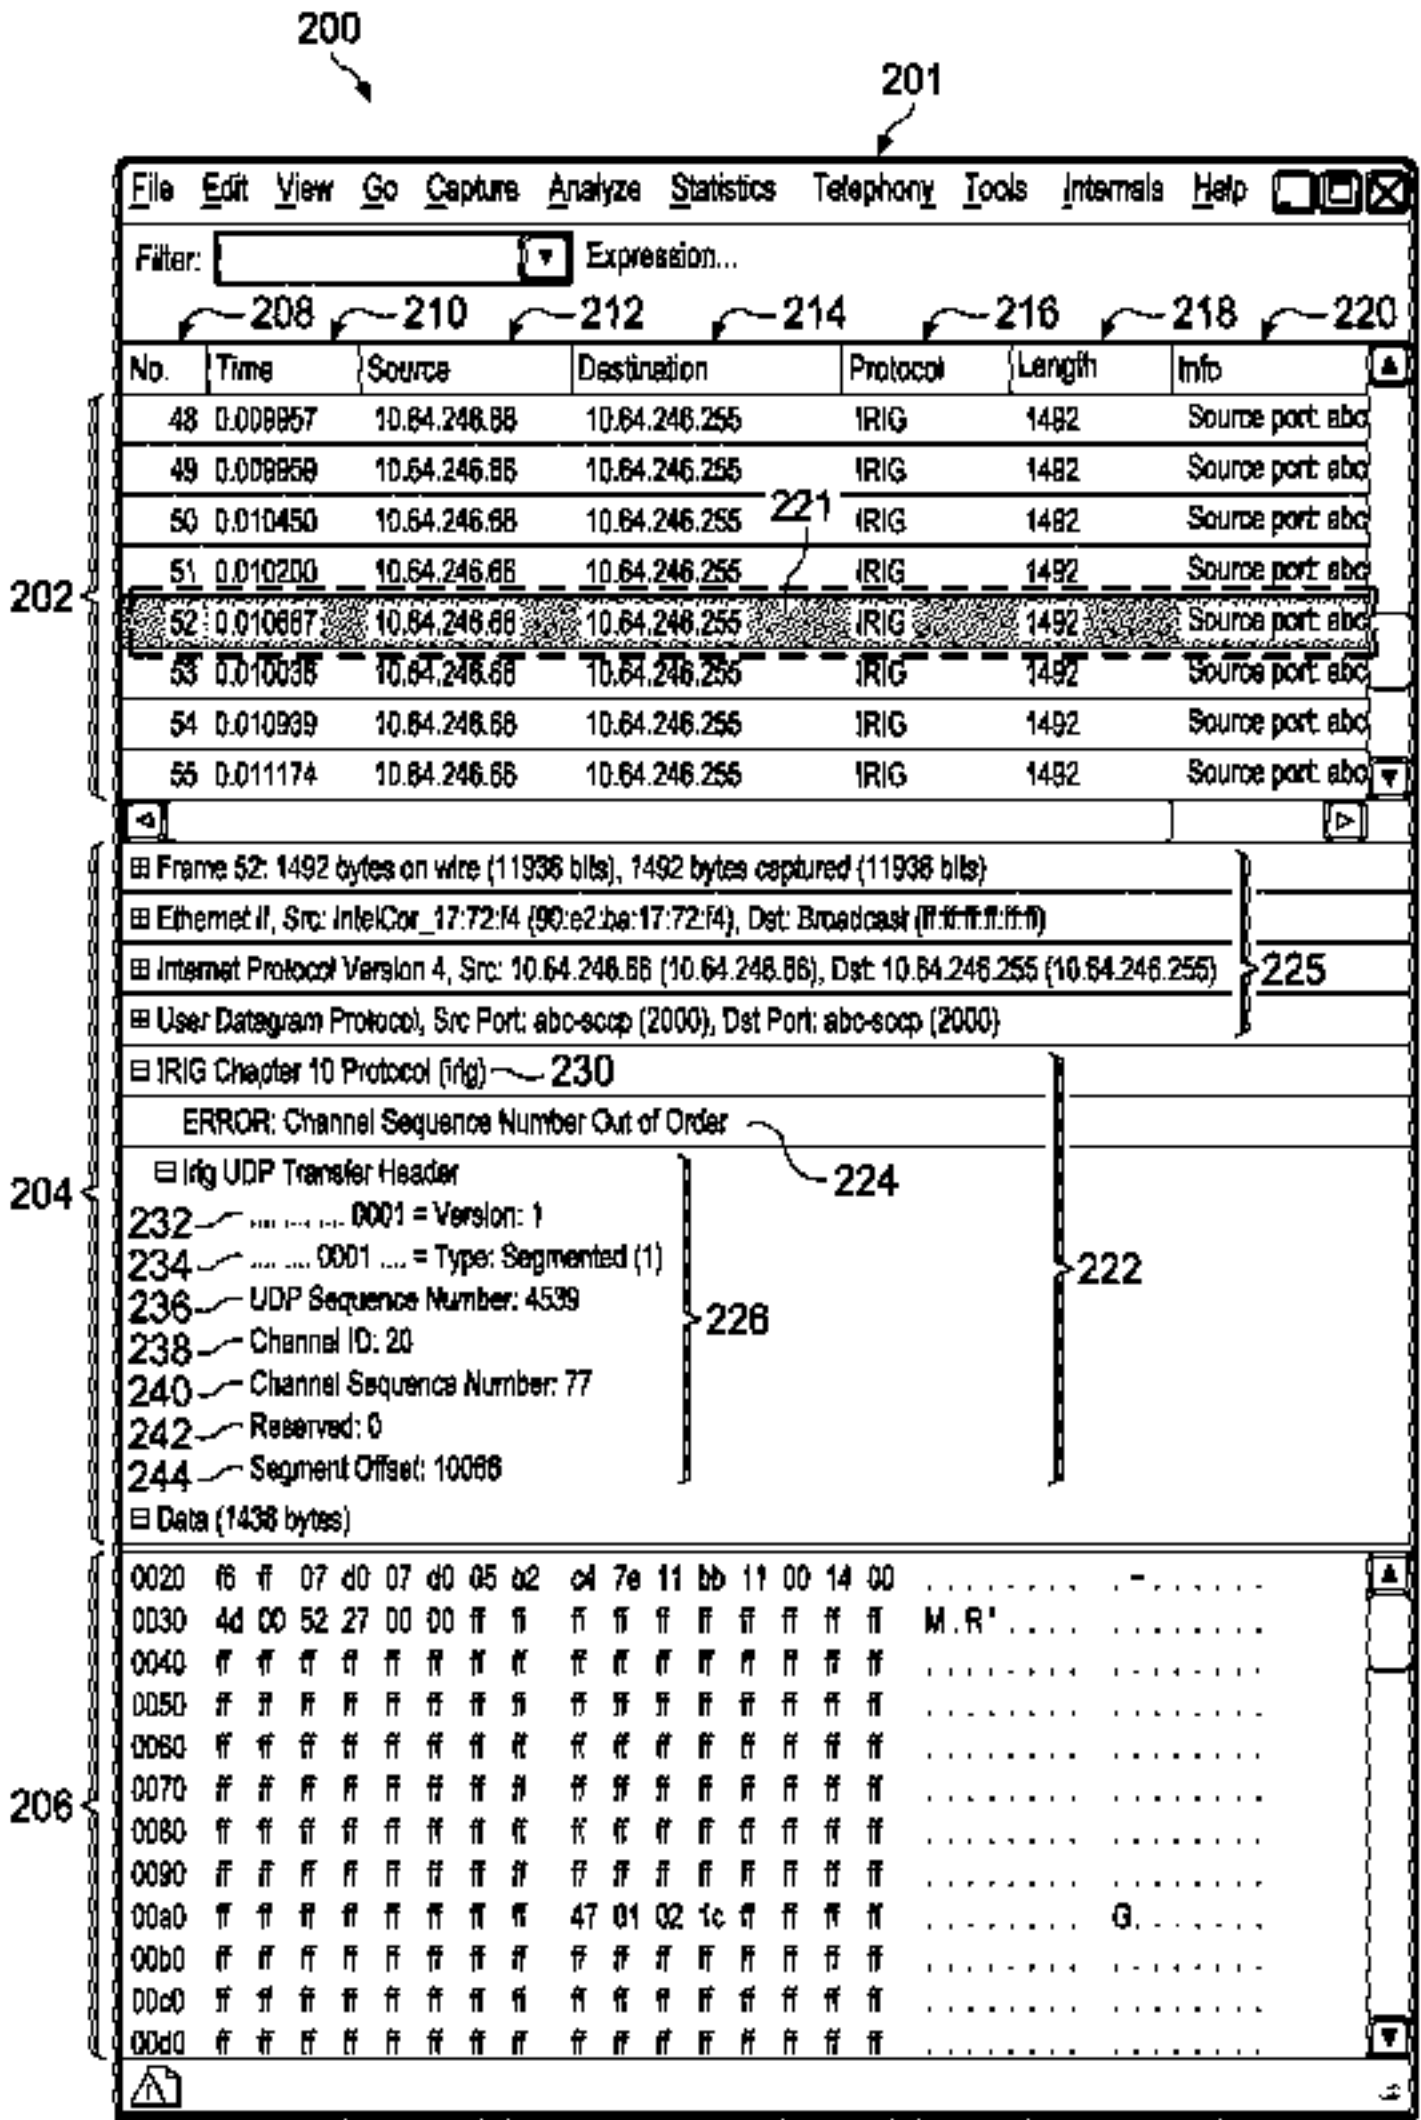 200
201
File Edit View Go Capture Analyze Statistics Telephony Tools Internals Help
Filter: Expression...
208 210 212 214 216 218 220
No. Time Source Destination Protocol Length Info
48 0.009957 10.64.246.66 10.64.246.255 IRIG 1492 Source port: abc
49 0.009959 10.64.246.66 10.64.246.255 IRIG 1492 Source port: abc
221
50 0.010450 10.64.246.66 10.64.246.255 IRIG 1492 Source port: abc
51 0.010200 10.64.246.66 10.64.246.255 IRIG 1492 Source port: abc
202
52 0.010687 10.64.246.66 10.64.246.255 IRIG 1492 Source port: abc
53 0.010038 10.64.246.66 10.64.246.255 IRIG 1492 Source port: abc
54 0.010939 10.64.246.66 10.64.246.255 IRIG 1492 Source port: abc
55 0.011174 10.64.246.66 10.64.246.255 IRIG 1492 Source port: abc
Frame 52: 1492 bytes on wire (11936 bits), 1492 bytes captured (11936 bits)
Ethernet II, Src: IntelCor_17:72:f4 (90:e2:ba:17:72:f4), Dst: Broadcast (ff:ff:ff:ff:ff:ff)
Internet Protocol Version 4, Src: 10.64.246.66 (10.64.246.66), Dst: 10.64.246.255 (10.64.246.255)
225
User Datagram Protocol, Src Port: abc-sccp (2000), Dst Port: abc-sccp (2000)
IRIG Chapter 10 Protocol (irig) 230
ERROR: Channel Sequence Number Out of Order
224
204
Irig UDP Transfer Header
232 .... .... .... 0001 = Version: 1
234 .... .... 0001 .... = Type: Segmented (1)
222
236 UDP Sequence Number: 4539
226
238 Channel ID: 20
240 Channel Sequence Number: 77
242 Reserved: 0
244 Segment Offset: 10066
Data (1436 bytes)
0020 f6 ff 07 d0 07 d0 05 b2 c4 7e 11 bb 11 00 14 00 ........ .~......
0030 4d 00 52 27 00 00 ff ff ff ff ff ff ff ff ff ff M.R'.... ........
0040 ff ff ff ff ff ff ff ff ff ff ff ff ff ff ff ff ........ ........
0050 ff ff ff ff ff ff ff ff ff ff ff ff ff ff ff ff ........ ........
0060 ff ff ff ff ff ff ff ff ff ff ff ff ff ff ff ff ........ ........
0070 ff ff ff ff ff ff ff ff ff ff ff ff ff ff ff ff ........ ........
206
0080 ff ff ff ff ff ff ff ff ff ff ff ff ff ff ff ff ........ ........
0090 ff ff ff ff ff ff ff ff ff ff ff ff ff ff ff ff ........ ........
00a0 ff ff ff ff ff ff ff ff 47 01 02 1c ff ff ff ff ........ G.......
00b0 ff ff ff ff ff ff ff ff ff ff ff ff ff ff ff ff ........ ........
00c0 ff ff ff ff ff ff ff ff ff ff ff ff ff ff ff ff ........ ........
00d0 ff ff ff ff ff ff ff ff ff ff ff ff ff ff ff ff ........ ........